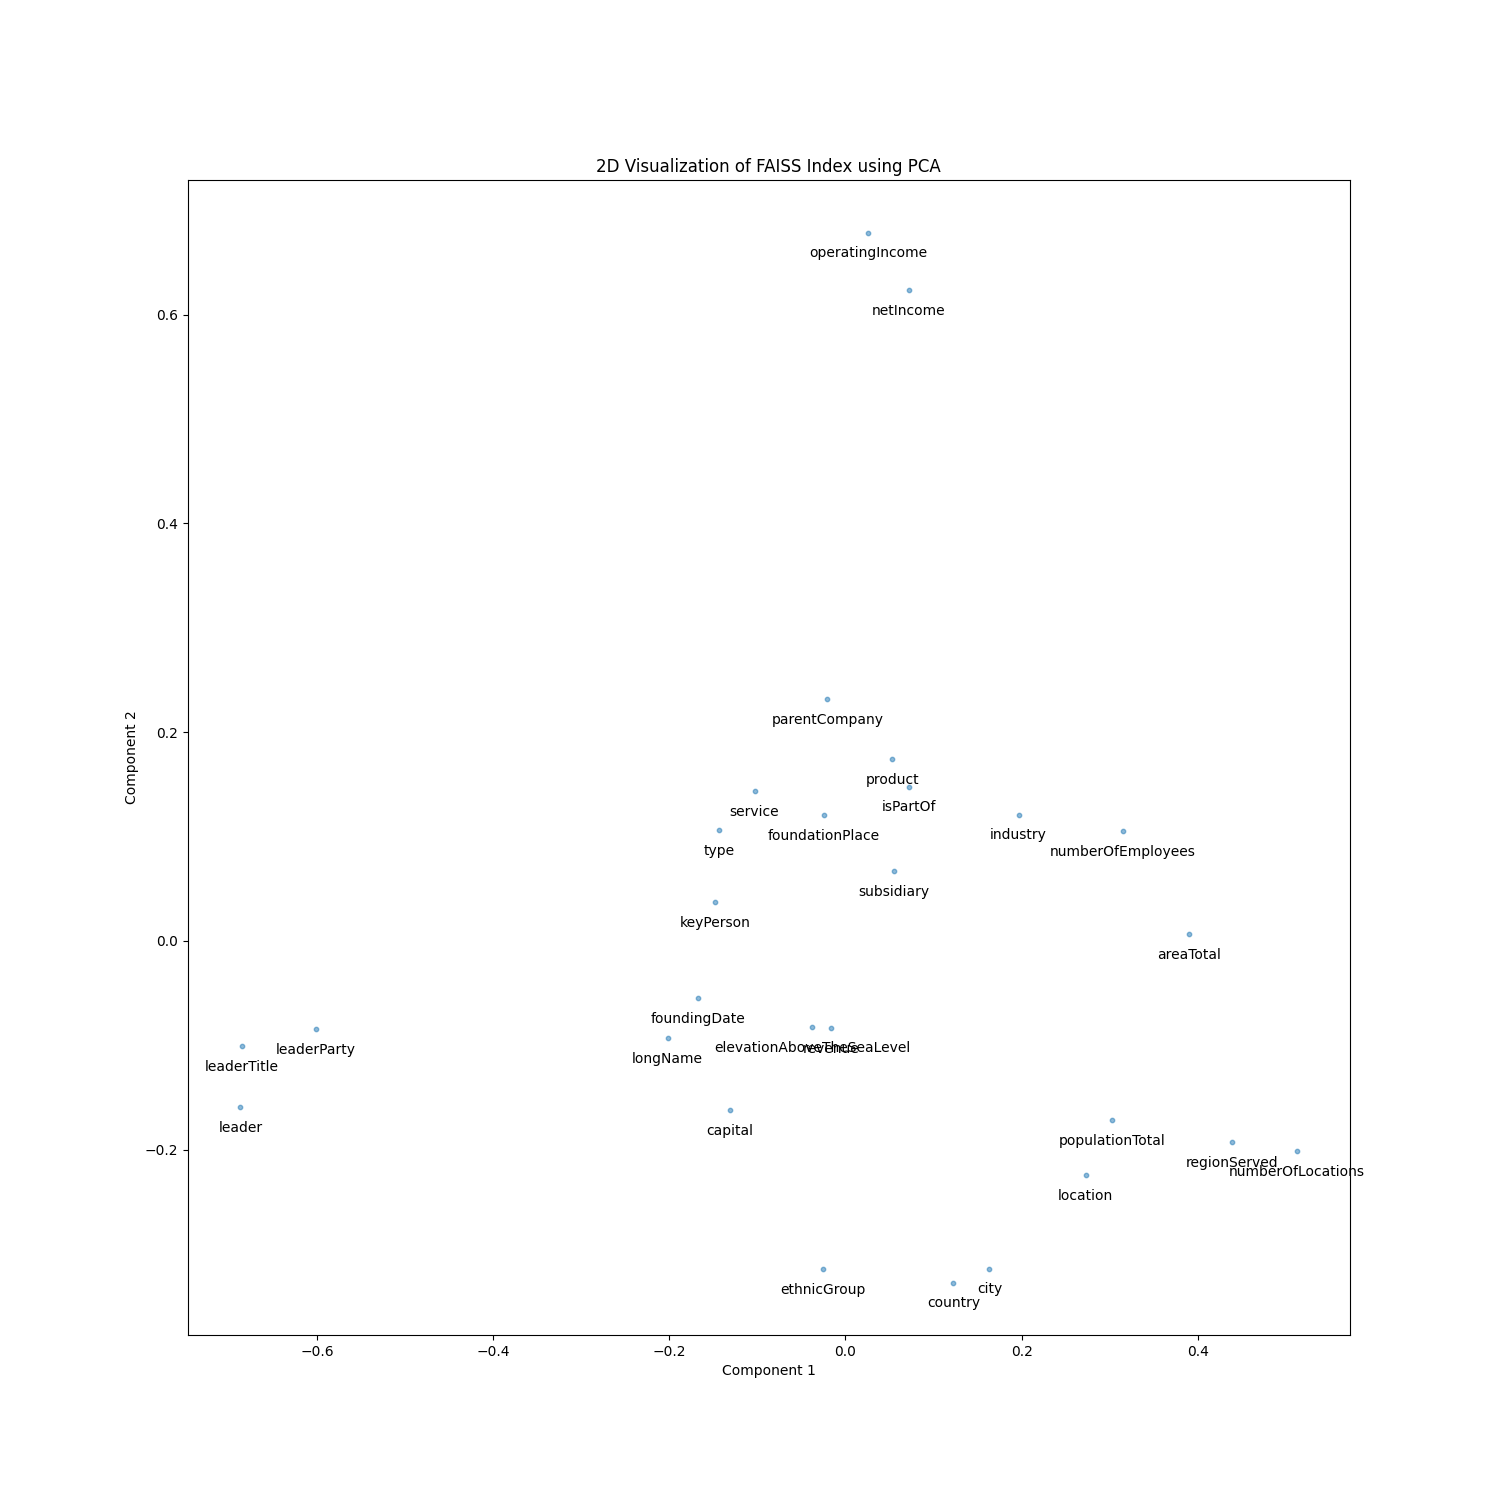 2D Visualization of FAISS Index using PCA
operatingIncome
netIncome
0.6
0.4
parentCompany
0.2
product
service
isPartOf
foundationPlace
industry
type
numberOfEmployees
subsidiary
keyPerson
0.0
areaTotal
foundingDate
leaderParty
elevationAboveTheSeaLevel
revenue
longName
leaderTitle
leader
capital
populationTotal
−0.2
regionServed
numberOfLocations
location
ethnicGroup
city
country
−0.6
−0.4
−0.2
0.0
0.2
0.4
Component 1
Component 2